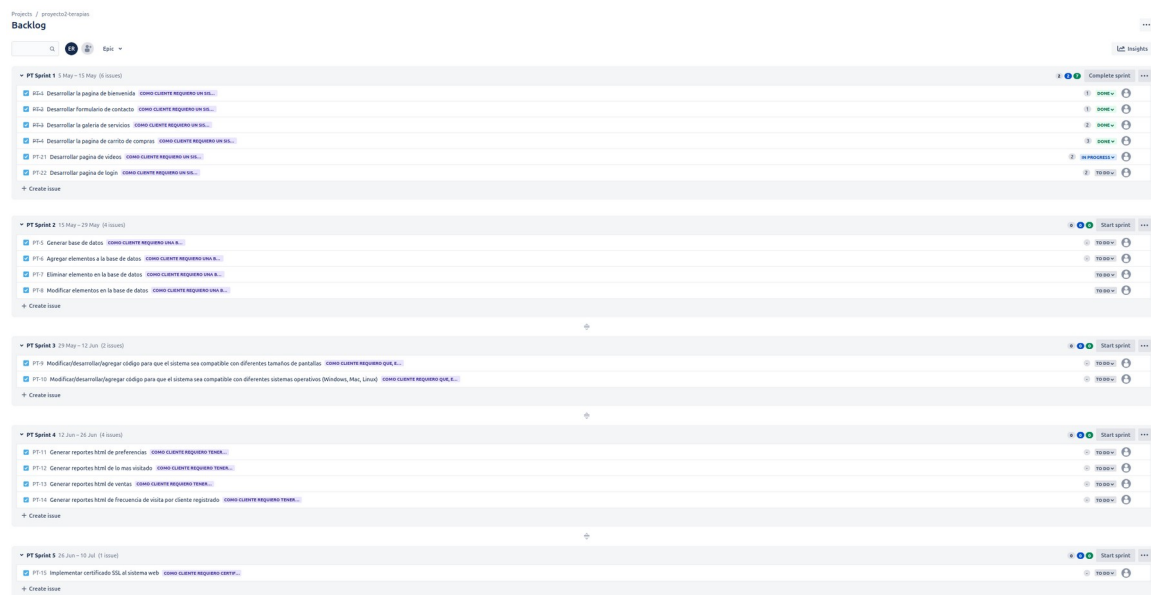 Projects / proyecto2-terapias
Backlog
ER Epic
Insights
PT Sprint 1 5 May – 15 May (6 issues) 2 2 7 Complete sprint
PT-1 Desarrollar la pagina de bienvenida COMO CLIENTE REQUIERO UN SIS... 1 DONE
PT-2 Desarrollar formulario de contacto COMO CLIENTE REQUIERO UN SIS... 1 DONE
PT-3 Desarrollar la galeria de servicios COMO CLIENTE REQUIERO UN SIS... 2 DONE
PT-4 Desarrollar la pagina de carrito de compras COMO CLIENTE REQUIERO UN SIS... 3 DONE
PT-21 Desarrollar pagina de videos COMO CLIENTE REQUIERO UN SIS... 2 IN PROGRESS
PT-22 Desarrollar pagina de login COMO CLIENTE REQUIERO UN SIS... 2 TO DO
+ Create issue
PT Sprint 2 15 May – 29 May (4 issues) 0 0 0 Start sprint
PT-5 Generar base de datos COMO CLIENTE REQUIERO UNA B... - TO DO
PT-6 Agregar elementos a la base de datos COMO CLIENTE REQUIERO UNA B... - TO DO
PT-7 Eliminar elemento en la base de datos COMO CLIENTE REQUIERO UNA B... TO DO
PT-8 Modificar elementos en la base de datos COMO CLIENTE REQUIERO UNA B... TO DO
+ Create issue
PT Sprint 3 29 May – 12 Jun (2 issues) 0 0 0 Start sprint
PT-9 Modificar/desarrollar/agregar código para que el sistema sea compatible con diferentes tamaños de pantallas COMO CLIENTE REQUIERO QUE, E... - TO DO
PT-10 Modificar/desarrollar/agregar código para que el sistema sea compatible con diferentes sistemas operativos (Windows, Mac, Linux) COMO CLIENTE REQUIERO QUE, E... - TO DO
+ Create issue
PT Sprint 4 12 Jun – 26 Jun (4 issues) 0 0 0 Start sprint
PT-11 Generar reportes html de preferencias COMO CLIENTE REQUIERO TENER... - TO DO
PT-12 Generar reportes html de lo mas visitado COMO CLIENTE REQUIERO TENER... - TO DO
PT-13 Generar reportes html de ventas COMO CLIENTE REQUIERO TENER... - TO DO
PT-14 Generar reportes html de frecuencia de visita por cliente registrado COMO CLIENTE REQUIERO TENER... - TO DO
+ Create issue
PT Sprint 5 26 Jun – 10 Jul (1 issue) 0 0 0 Start sprint
PT-15 Implementar certificado SSL al sistema web COMO CLIENTE REQUIERO CERTIF... - TO DO
+ Create issue